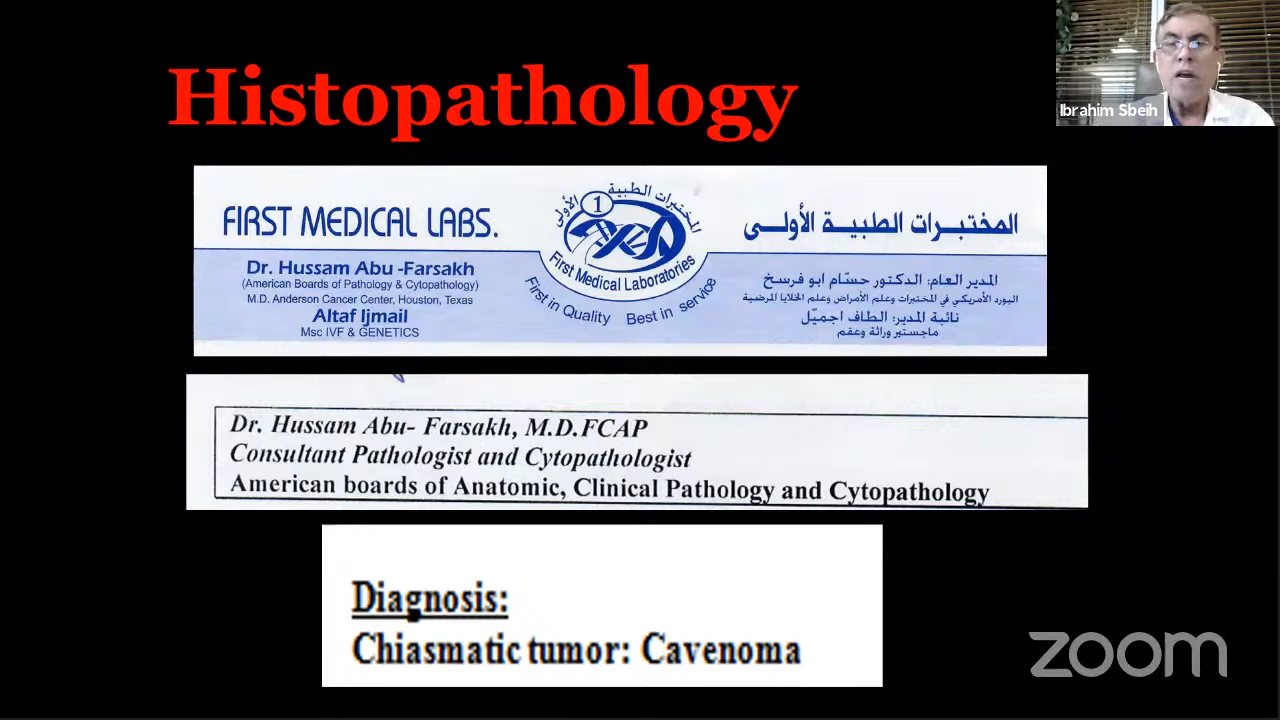 Histopathology
Ibrahim Sbeih
FIRST MEDICAL LABS.
Dr. Hussam Abu -Farsakh
(American Boards of Pathology & Cytopathology)
M.D. Anderson Cancer Center, Houston, Texas
Altaf Ijmail
Msc IVF & GENETICS
المختبرات الطبية الأولى
1
First Medical Laboratories
First in Quality Best in service
المختبرات الطبيـة الأولـى
المدير العام: الدكتور حسّام ابو فرسخ
البورد الأمريكي في المختبرات وعلم الأمراض وعلم الخلايا المرضية
نائبة المدير: الطاف اجميّل
ماجستير وراثة وعقم
Dr. Hussam Abu- Farsakh, M.D.FCAP
Consultant Pathologist and Cytopathologist
American boards of Anatomic, Clinical Pathology and Cytopathology
Diagnosis:
Chiasmatic tumor: Cavenoma
zoom